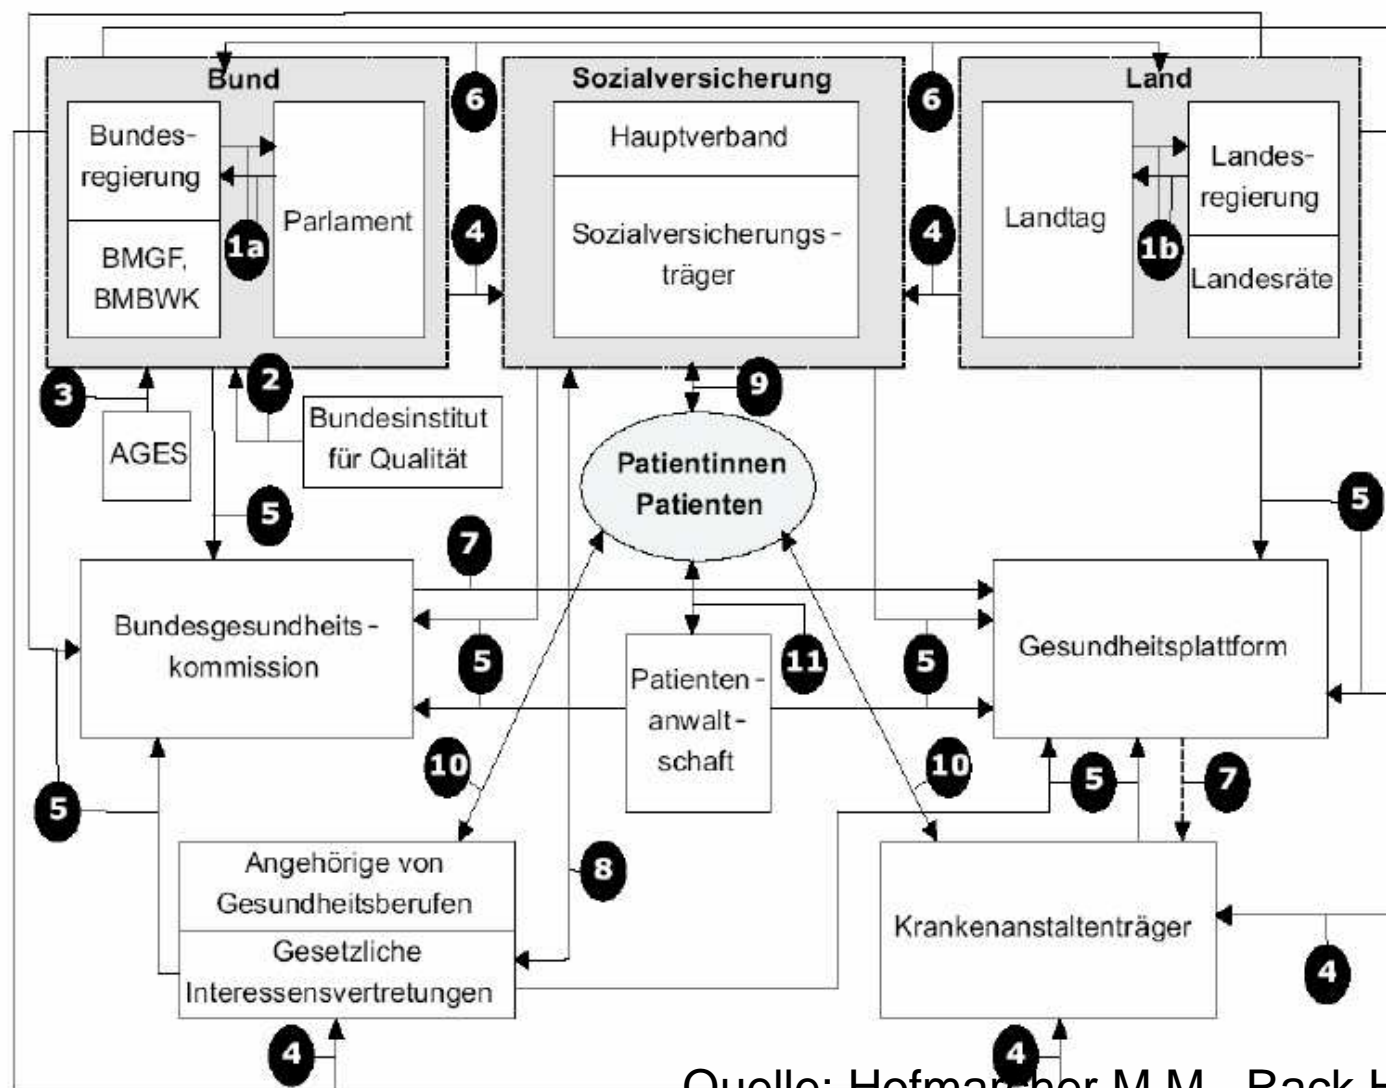 Bund
Sozialversicherung
Land
6
6
Bundes-
regierung
Parlament
BMGF,
BMBWK
1a
Hauptverband
Sozialversicherungs-
träger
4
4
Landtag
Landes-
regierung
Landesräte
1b
3
2
9
AGES
Bundesinstitut
für Qualität
Patientinnen
Patienten
5
5
7
Bundesgesundheits-
kommission
Gesundheitsplattform
5
11
5
Patienten-
anwalt-
schaft
10
10
5
5
7
8
Angehörige von
Gesundheitsberufen
Gesetzliche
Interessensvertretungen
Krankenanstaltenträger
4
4
4
Quelle: Hofmarcher M.M., Rack H